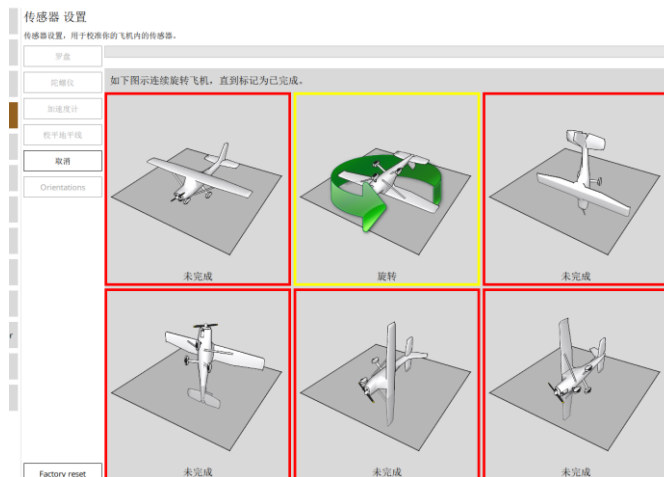 传感器 设置
传感器设置，用于校准你的飞机内的传感器。
罗盘
陀螺仪
如下图示连续旋转飞机，直到标记为已完成。
加速度计
校平地平线
取消
Orientations
未完成
旋转
未完成
r
未完成
未完成
未完成
Factory reset